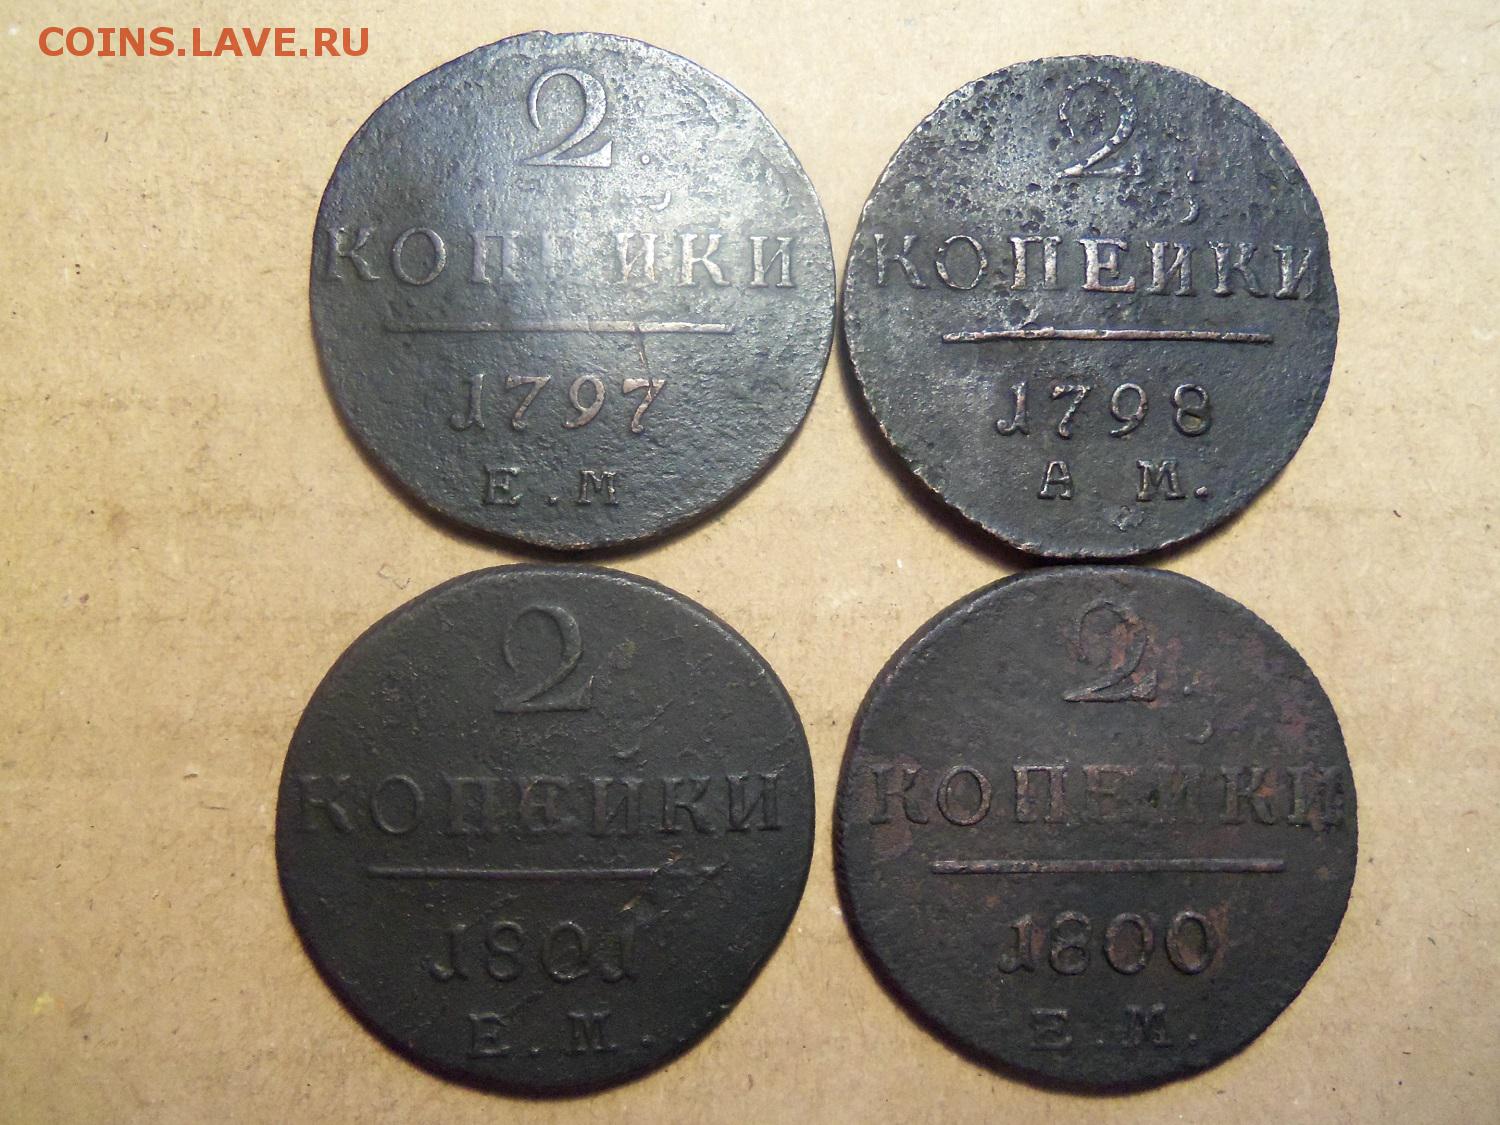 COINS.LAVE.RU
2.
КОПЕЙКИ
1797
Е.М
2.
КОПЕЙКИ
1798
А М.
2.
КОПЕЙКИ
1801
Е.М.
2.
КОПЕЙКИ
1800
Е.М.